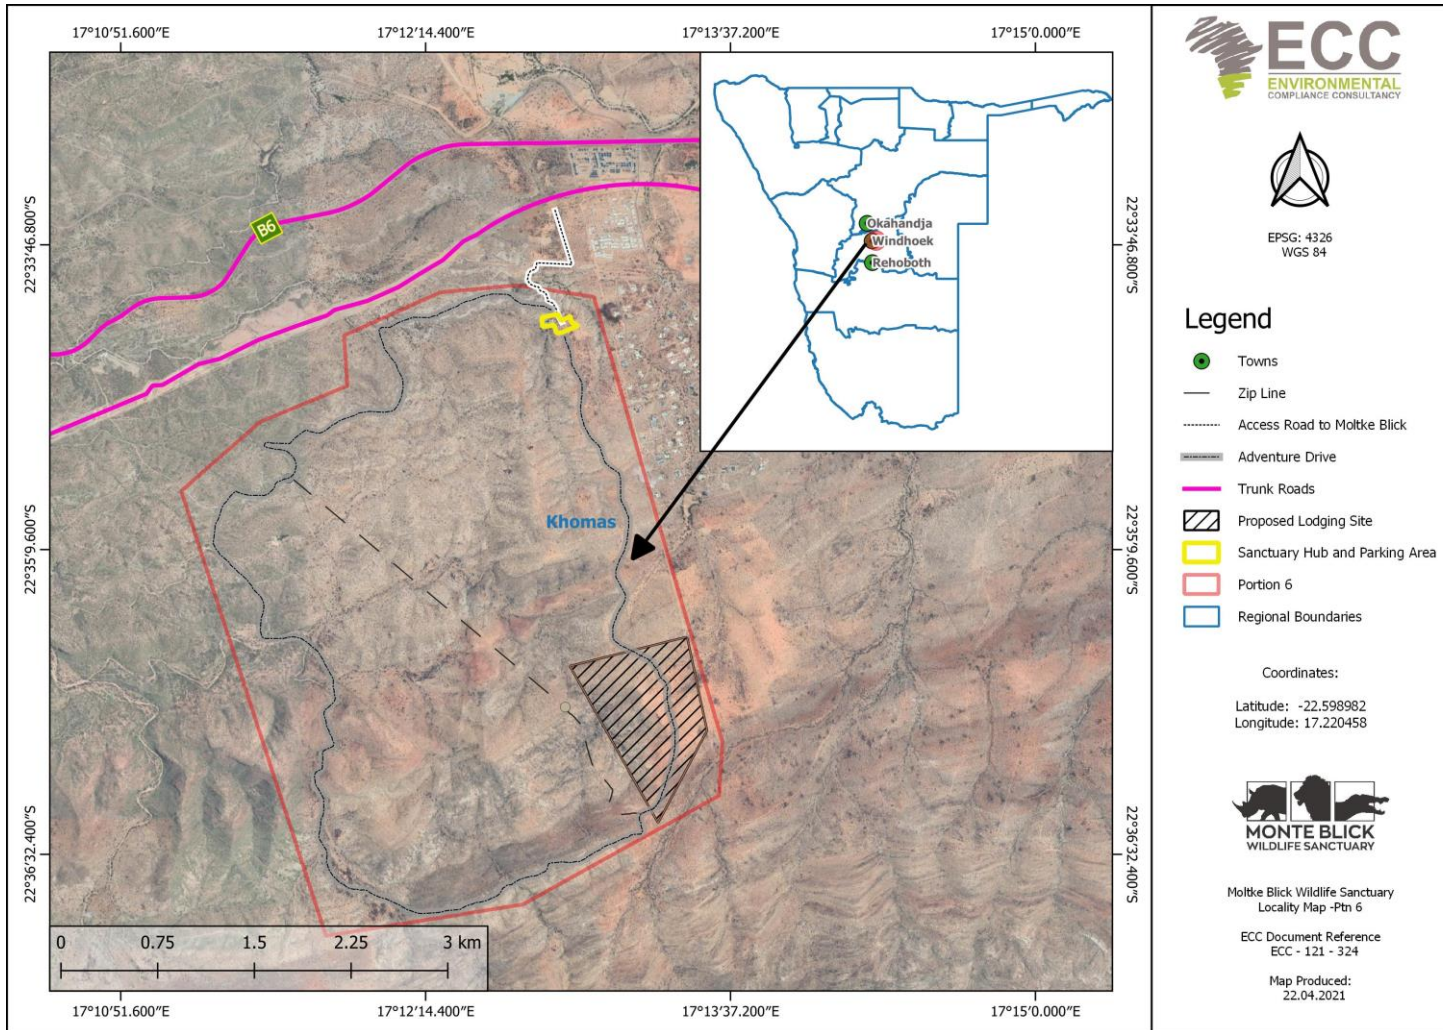 17°10'51.600"E
17°12'14.400"E
17°13'37.200"E
17°15'0.000"E
22°33'46.800"S
22°35'9.600"S
22°36'32.400"S
B6
Khomas
Okahandja
Windhoek
Rehoboth
22°33'46.800"S
22°35'9.600"S
22°36'32.400"S
0 0.75 1.5 2.25 3 km
17°10'51.600"E
17°12'14.400"E
17°13'37.200"E
17°15'0.000"E
ECC
ENVIRONMENTAL
COMPLIANCE CONSULTANCY
EPSG: 4326
WGS 84
Legend
Towns
Zip Line
Access Road to Moltke Blick
Adventure Drive
Trunk Roads
Proposed Lodging Site
Sanctuary Hub and Parking Area
Portion 6
Regional Boundaries
Coordinates:
Latitude: -22.598982
Longitude: 17.220458
MONTE BLICK
WILDLIFE SANCTUARY
Moltke Blick Wildlife Sanctuary
Locality Map -Ptn 6
ECC Document Reference
ECC - 121 - 324
Map Produced:
22.04.2021